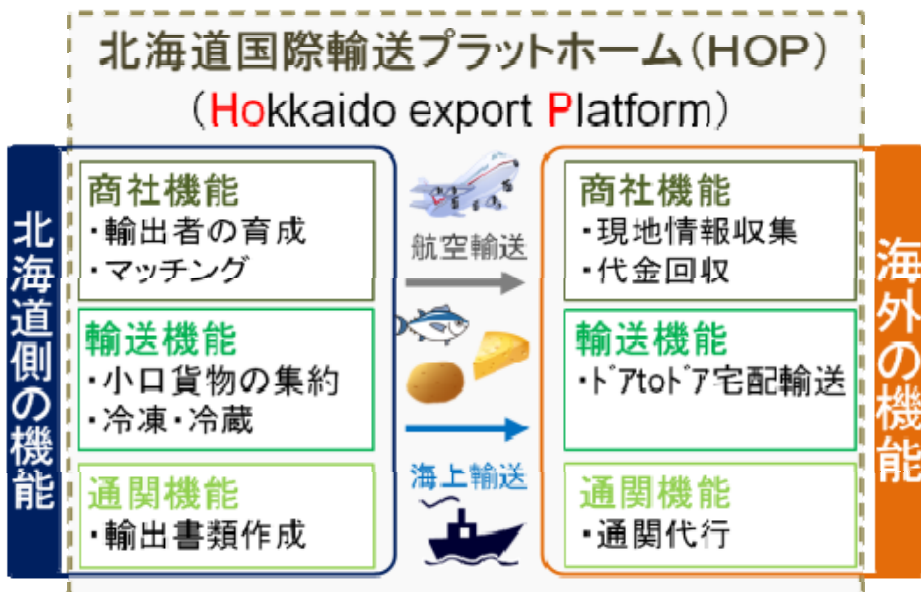 北海道国際輸送プラットホーム(HOP)
(Hokkaido export Platform)
北海道側の機能
商社機能
・輸出者の育成
・マッチング
輸送機能
・小口貨物の集約
・冷凍・冷蔵
通関機能
・輸出書類作成
航空輸送
海上輸送
商社機能
・現地情報収集
・代金回収
輸送機能
・ドアtoドア宅配輸送
通関機能
・通関代行
海外の機能